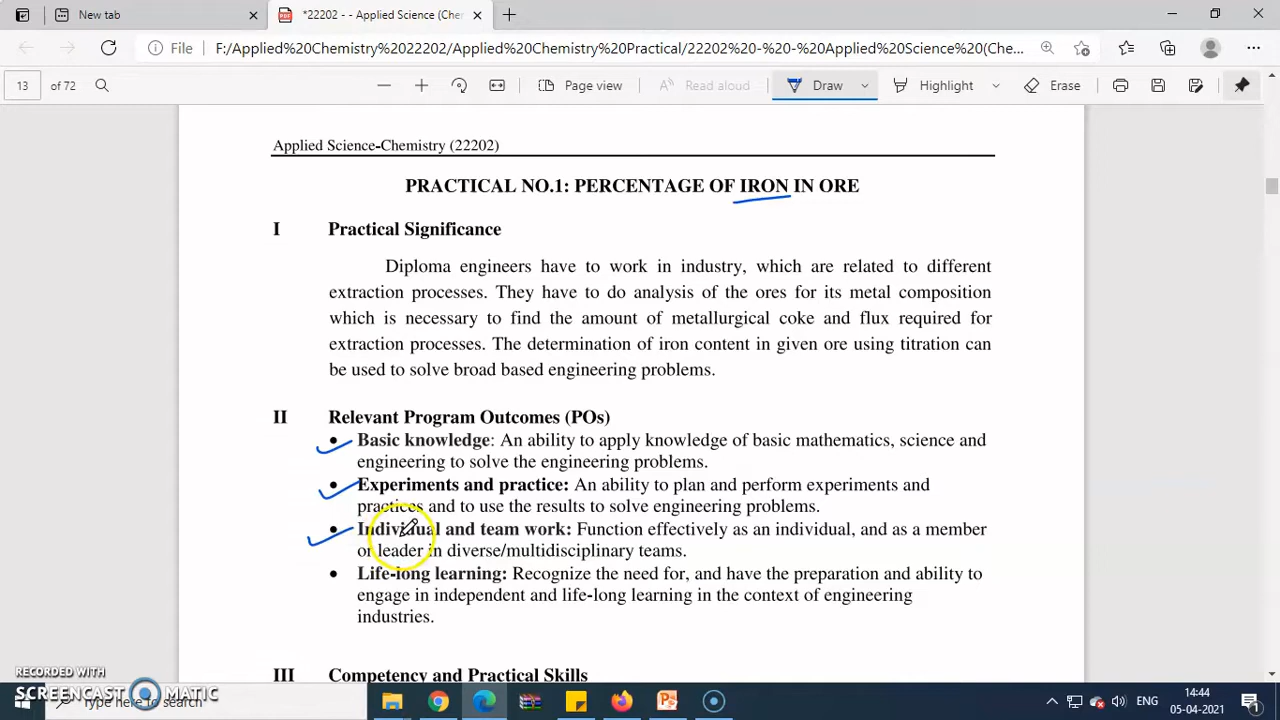 New tab
*22202 - Applied Science (Cher
File
F:/Applied%20Chemistry%2022202/Applied%20Chemistry%20Practical/22202%20-%20-%20Applied%20Science%20(Che...
13 of 72
Page view
Read aloud
Draw
Highlight
Erase
Applied Science-Chemistry (22202)
PRACTICAL NO.1: PERCENTAGE OF IRON IN ORE
I Practical Significance
Diploma engineers have to work in industry, which are related to different
extraction processes. They have to do analysis of the ores for its metal composition
which is necessary to find the amount of metallurgical coke and flux required for
extraction processes. The determination of iron content in given ore using titration can
be used to solve broad based engineering problems.
II Relevant Program Outcomes (POs)
• Basic knowledge: An ability to apply knowledge of basic mathematics, science and
engineering to solve the engineering problems.
• Experiments and practice: An ability to plan and perform experiments and
practices and to use the results to solve engineering problems.
• Individual and team work: Function effectively as an individual, and as a member
or leader in diverse/multidisciplinary teams.
• Life-long learning: Recognize the need for, and have the preparation and ability to
engage in independent and life-long learning in the context of engineering
industries.
III Competency and Practical Skills
RECORDED WITH
SCREENCAST MATIC
Type here to search
ENG
14:44
05-04-2021